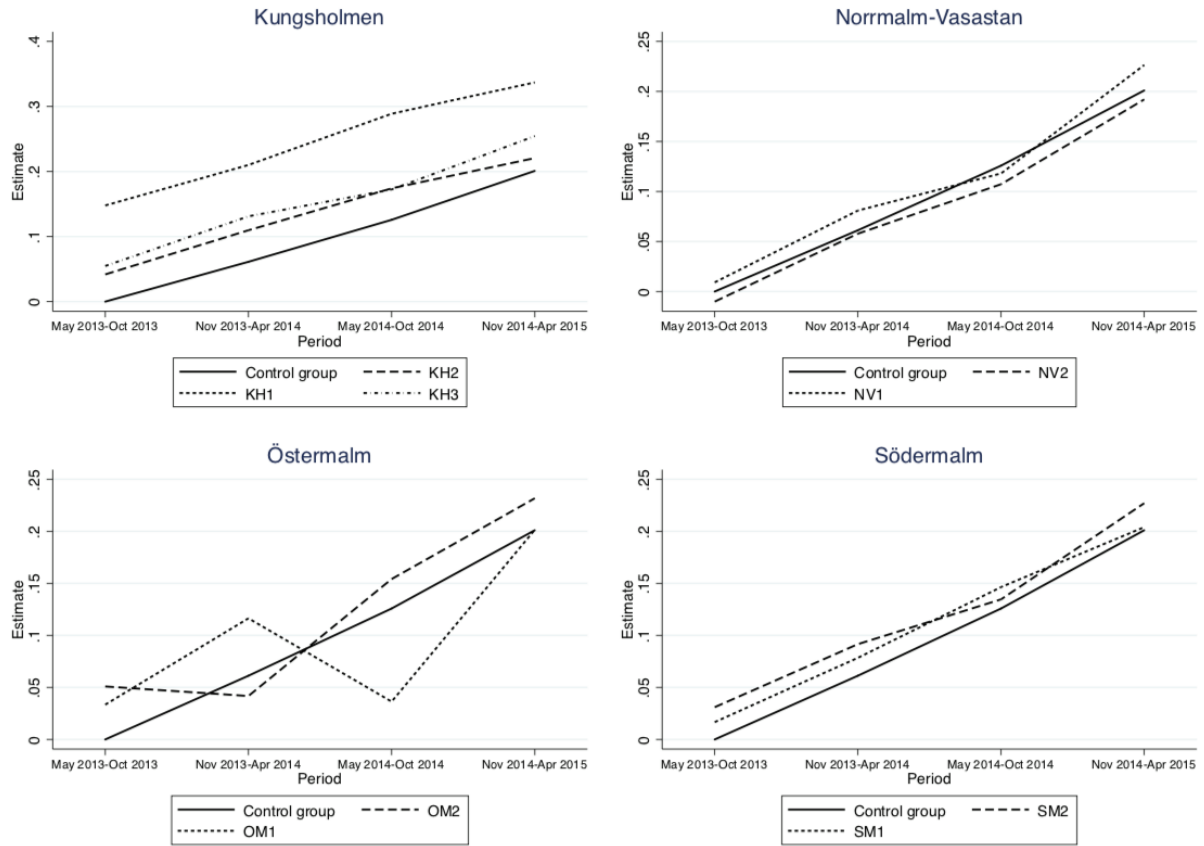 Kungsholmen
Estimate
.4
.3
.2
.1
0
May 2013-Oct 2013 Nov 2013-Apr 2014 May 2014-Oct 2014 Nov 2014-Apr 2015
Period
Control group KH2
KH1 KH3
Norrmalm-Vasastan
Estimate
.25
.2
.15
.1
.05
0
May 2013-Oct 2013 Nov 2013-Apr 2014 May 2014-Oct 2014 Nov 2014-Apr 2015
Period
Control group NV2
NV1
Östermalm
Estimate
.25
.2
.15
.1
.05
0
May 2013-Oct 2013 Nov 2013-Apr 2014 May 2014-Oct 2014 Nov 2014-Apr 2015
Period
Control group OM2
OM1
Södermalm
Estimate
.25
.2
.15
.1
.05
0
May 2013-Oct 2013 Nov 2013-Apr 2014 May 2014-Oct 2014 Nov 2014-Apr 2015
Period
Control group SM2
SM1